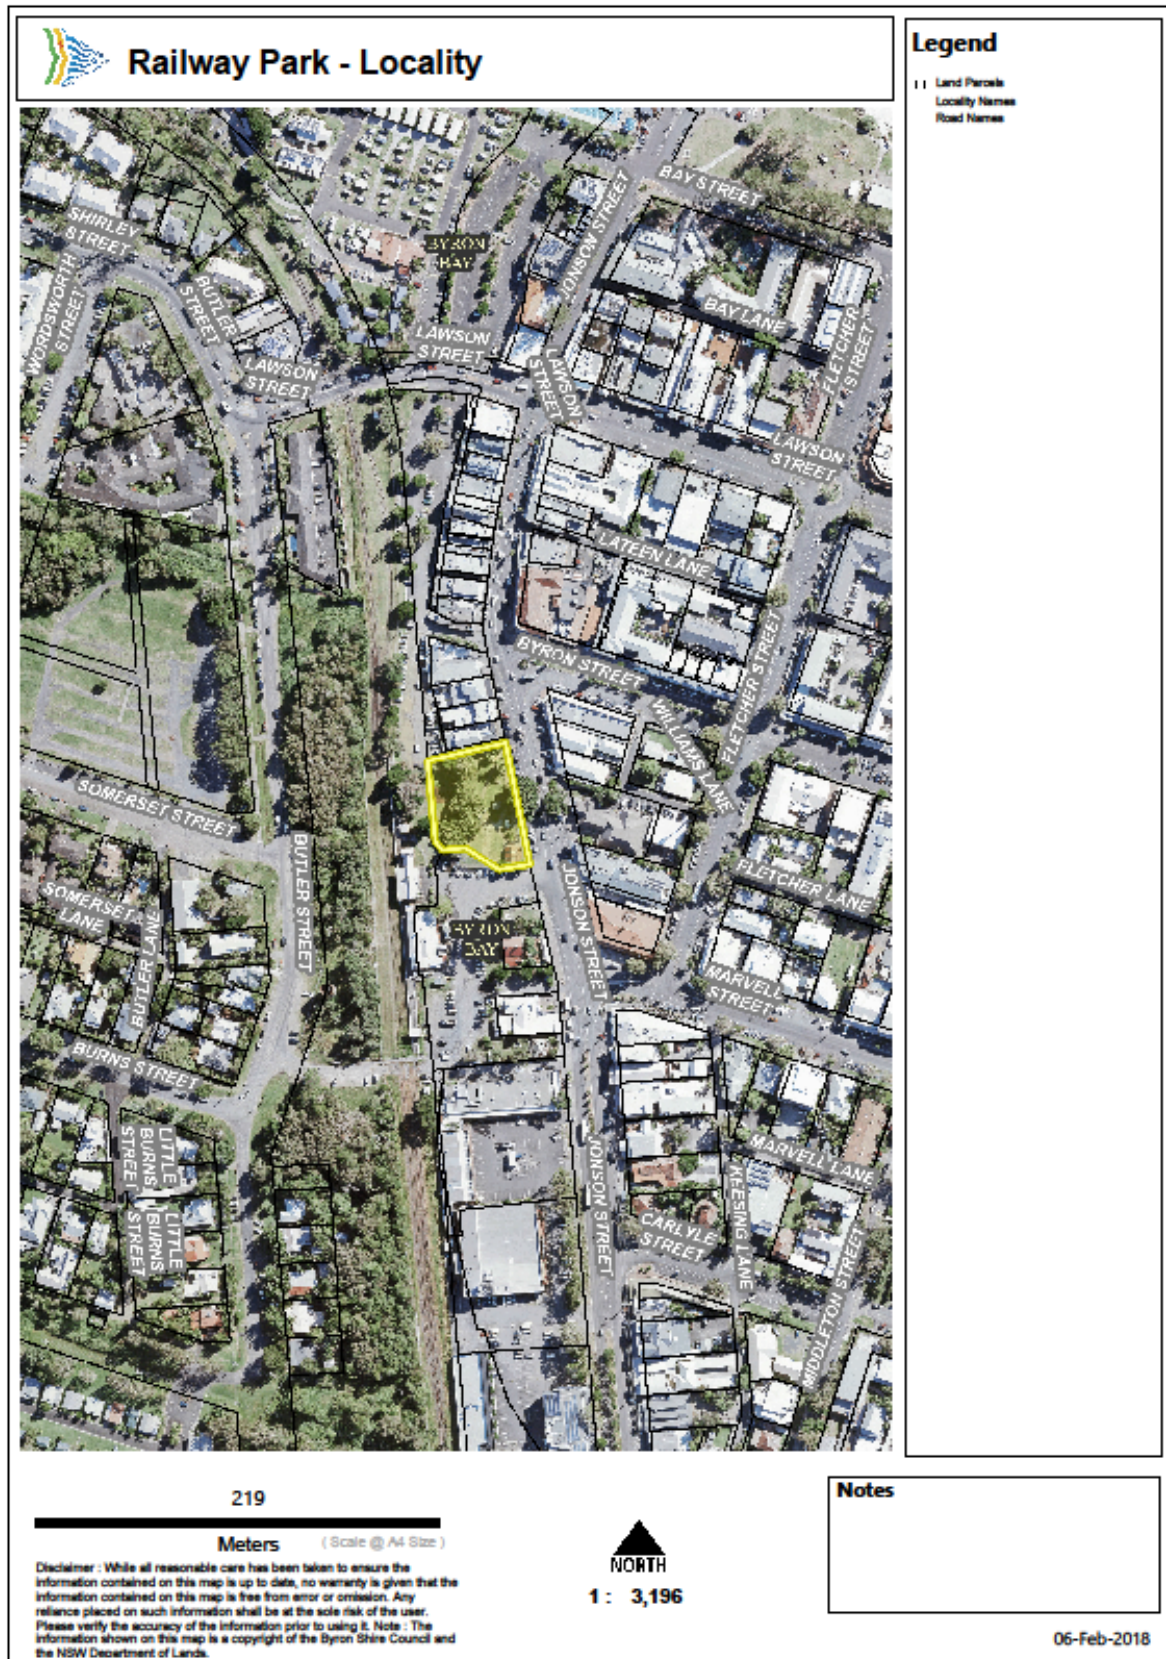 Railway Park - Locality
Legend
Land Parcels
Locality Names
Road Names
BAY STREET
JONSON STREET
SHIRLEY
STREET
BYRON
BAY
WORDSWORTH
STREET
BUTLER
STREET
BAY LANE
FLETCHER
STREET
LAWSON
STREET
LAWSON
STREET
LAWSON
STREET
LAWSON
STREET
LATEEN LANE
BYRON STREET
FLETCHER STREET
WILLIAMS LANE
SOMERSET STREET
BUTLER STREET
SOMERSET
LANE
BUTLER LANE
FLETCHER LANE
JONSON STREET
BYRON
BAY
MARVELL
STREET
BURNS STREET
LITTLE
BURNS
STREET
LITTLE
BURNS
STREET
JONSON STREET
MARVELL LANE
KEESING LANE
CARLYLE
STREET
MIDDLETON STREET
219
Meters
( Scale @ A4 Size )
Disclaimer : While all reasonable care has been taken to ensure the
information contained on this map is up to date, no warranty is given that the
information contained on this map is free from error or omission. Any
reliance placed on such information shall be at the sole risk of the user.
Please verify the accuracy of the information prior to using it. Note : The
information shown on this map is a copyright of the Byron Shire Council and
the NSW Department of Lands.
NORTH
1 : 3,196
Notes
06-Feb-2018